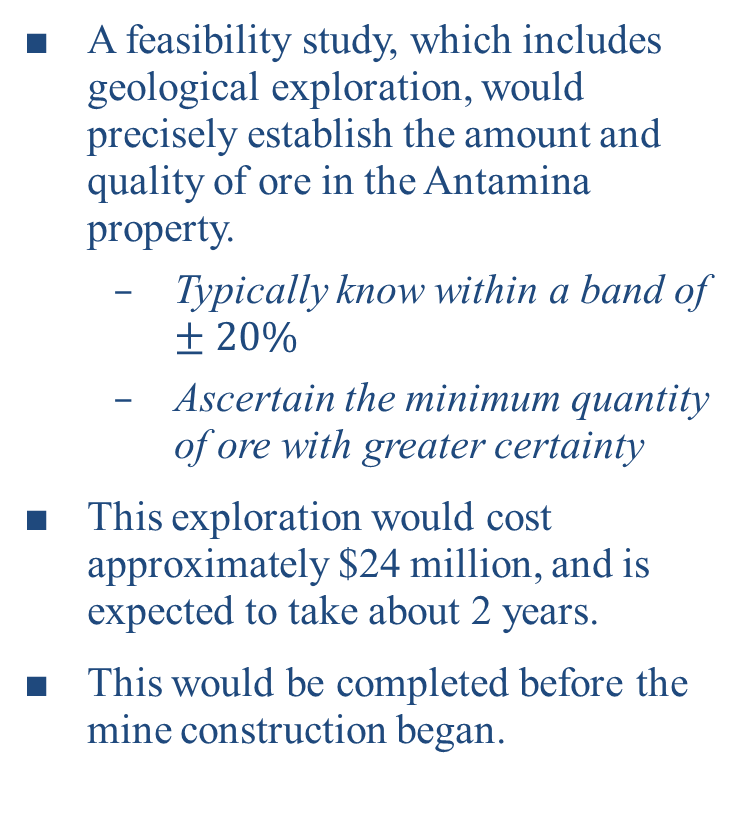 ■ A feasibility study, which includes
geological exploration, would
precisely establish the amount and
quality of ore in the Antamina
property.
– Typically know within a band of
± 20%
– Ascertain the minimum quantity
of ore with greater certainty
■ This exploration would cost
approximately $24 million, and is
expected to take about 2 years.
■ This would be completed before the
mine construction began.